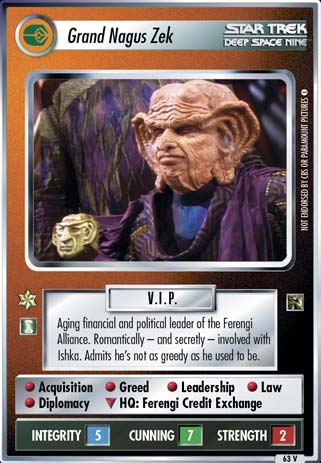 Grand Nagus Zek
STAR TREK
DEEP SPACE NINE
NOT ENDORSED BY CBS OR PARAMOUNT PICTURES
V.I.P.
Aging financial and political leader of the Ferengi
Alliance. Romantically – and secretly – involved with
Ishka. Admits he's not as greedy as he used to be.
Acquisition Greed Leadership Law
Diplomacy HQ: Ferengi Credit Exchange
INTEGRITY 5 CUNNING 7 STRENGTH 2
63 V